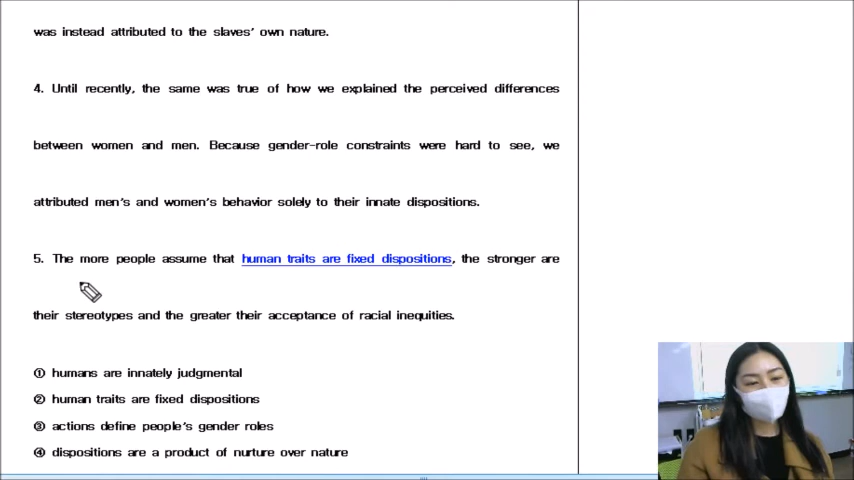 was instead attributed to the slaves' own nature.
4. Until recently, the same was true of how we explained the perceived differences
between women and men. Because gender-role constraints were hard to see, we
attributed men's and women's behavior solely to their innate dispositions.
5. The more people assume that human traits are fixed dispositions, the stronger are
their stereotypes and the greater their acceptance of racial inequities.
① humans are innately judgmental
② human traits are fixed dispositions
③ actions define people's gender roles
④ dispositions are a product of nurture over nature